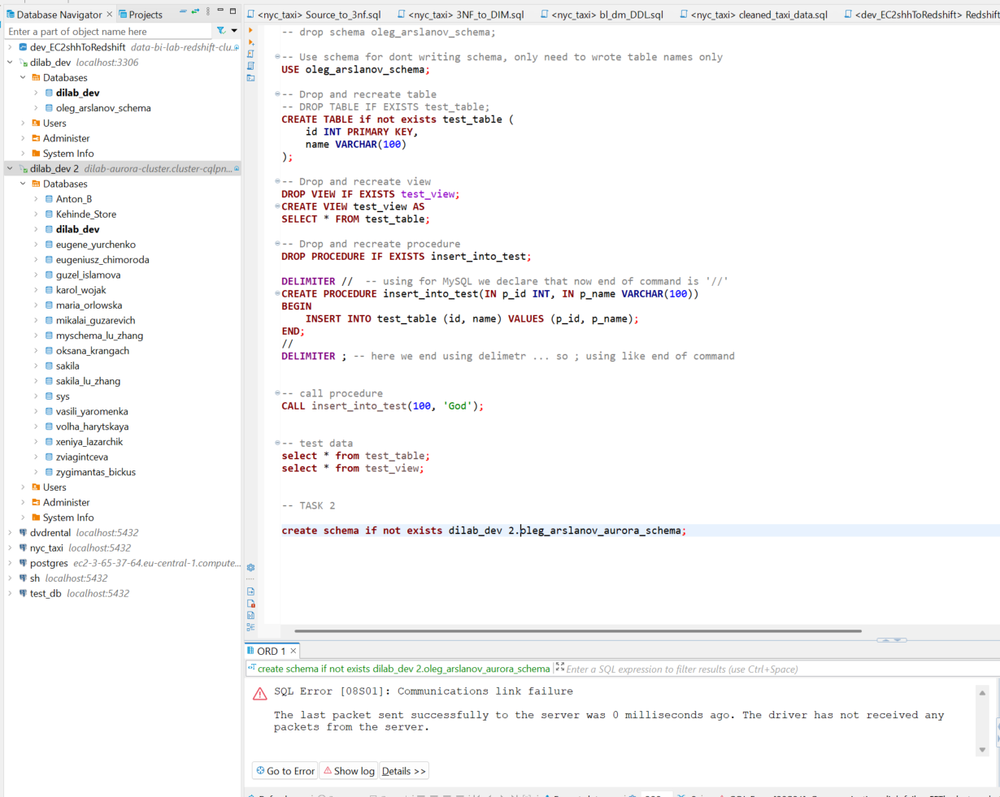 Database Navigator
Projects
Enter a part of object name here
dev_EC2shhToRedshift data-bi-lab-redshift-clu...
dilab_dev localhost:3306
Databases
dilab_dev
oleg_arslanov_schema
Users
Administer
System Info
dilab_dev 2 dilab-aurora-cluster.cluster-cqlpn...
Databases
Anton_B
Kehinde_Store
dilab_dev
eugene_yurchenko
eugeniusz_chimoroda
guzel_islamova
karol_wojak
maria_orlowska
mikalai_guzarevich
myschema_lu_zhang
oksana_krangach
sakila
sakila_lu_zhang
sys
vasili_yaromenka
volha_harytskaya
xeniya_lazarchik
zviagintceva
zygimantas_bickus
Users
Administer
System Info
dvdrental localhost:5432
nyc_taxi localhost:5432
postgres ec2-3-65-37-64.eu-central-1.compute...
sh localhost:5432
test_db localhost:5432
<nyc_taxi> Source_to_3nf.sql
<nyc_taxi> 3NF_to_DIM.sql
<nyc_taxi> bl_dm_DDL.sql
<nyc_taxi> cleaned_taxi_data.sql
<dev_EC2shhToRedshift> Redshift
-- drop schema oleg_arslanov_schema;
-- Use schema for dont writing schema, only need to wrote table names only
USE oleg_arslanov_schema;
-- Drop and recreate table
-- DROP TABLE IF EXISTS test_table;
CREATE TABLE if not exists test_table (
id INT PRIMARY KEY,
name VARCHAR(100)
);
-- Drop and recreate view
DROP VIEW IF EXISTS test_view;
CREATE VIEW test_view AS
SELECT * FROM test_table;
-- Drop and recreate procedure
DROP PROCEDURE IF EXISTS insert_into_test;
DELIMITER // -- using for MySQL we declare that now end of command is '//'
CREATE PROCEDURE insert_into_test(IN p_id INT, IN p_name VARCHAR(100))
BEGIN
INSERT INTO test_table (id, name) VALUES (p_id, p_name);
END;
//
DELIMITER ; -- here we end using delimetr ... so ; using like end of command
-- call procedure
CALL insert_into_test(100, 'God');
-- test data
select * from test_table;
select * from test_view;
-- TASK 2
create schema if not exists dilab_dev 2.oleg_arslanov_aurora_schema;
ORD 1
create schema if not exists dilab_dev 2.oleg_arslanov_aurora_schema
Enter a SQL expression to filter results (use Ctrl+Space)
SQL Error [08S01]: Communications link failure
The last packet sent successfully to the server was 0 milliseconds ago. The driver has not received any
packets from the server.
Go to Error
Show log
Details >>